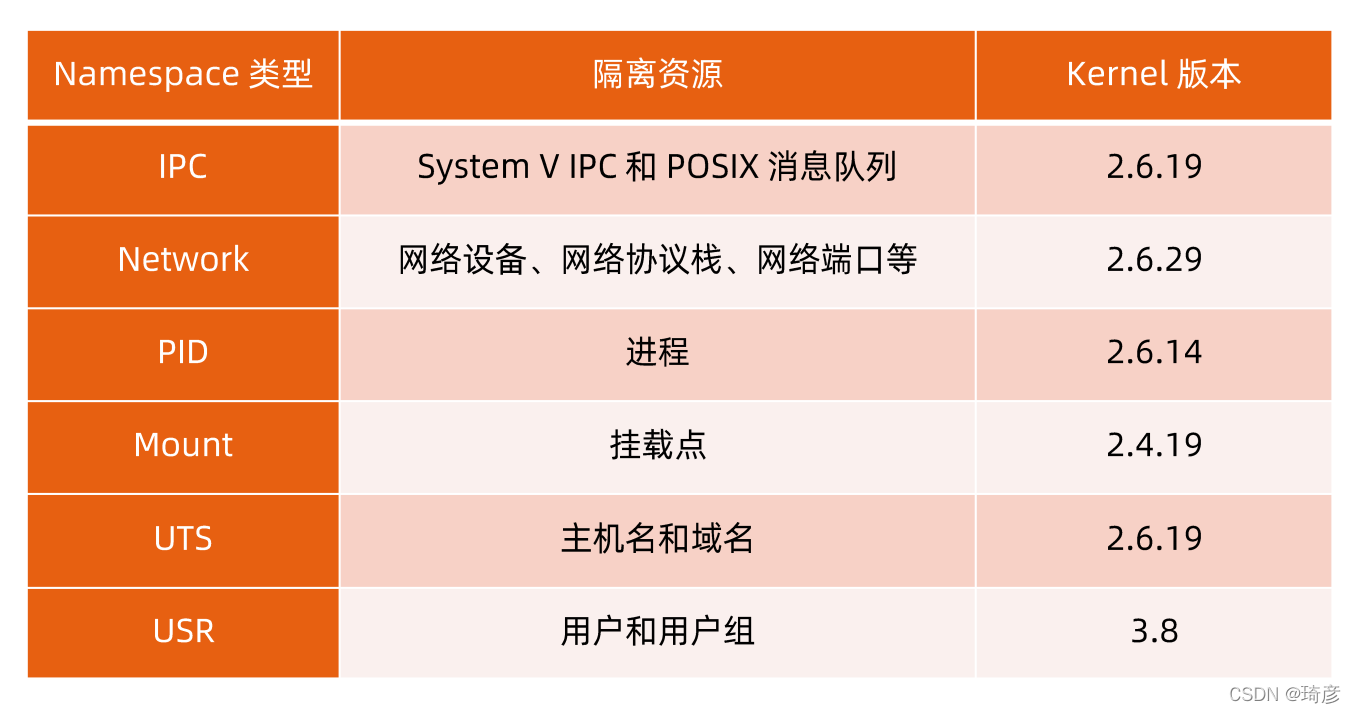 Namespace 类型 隔离资源 Kernel 版本
IPC System V IPC 和 POSIX 消息队列 2.6.19
Network 网络设备、网络协议栈、网络端口等 2.6.29
PID 进程 2.6.14
Mount 挂载点 2.4.19
UTS 主机名和域名 2.6.19
USR 用户和用户组 3.8
CSDN @琦彦